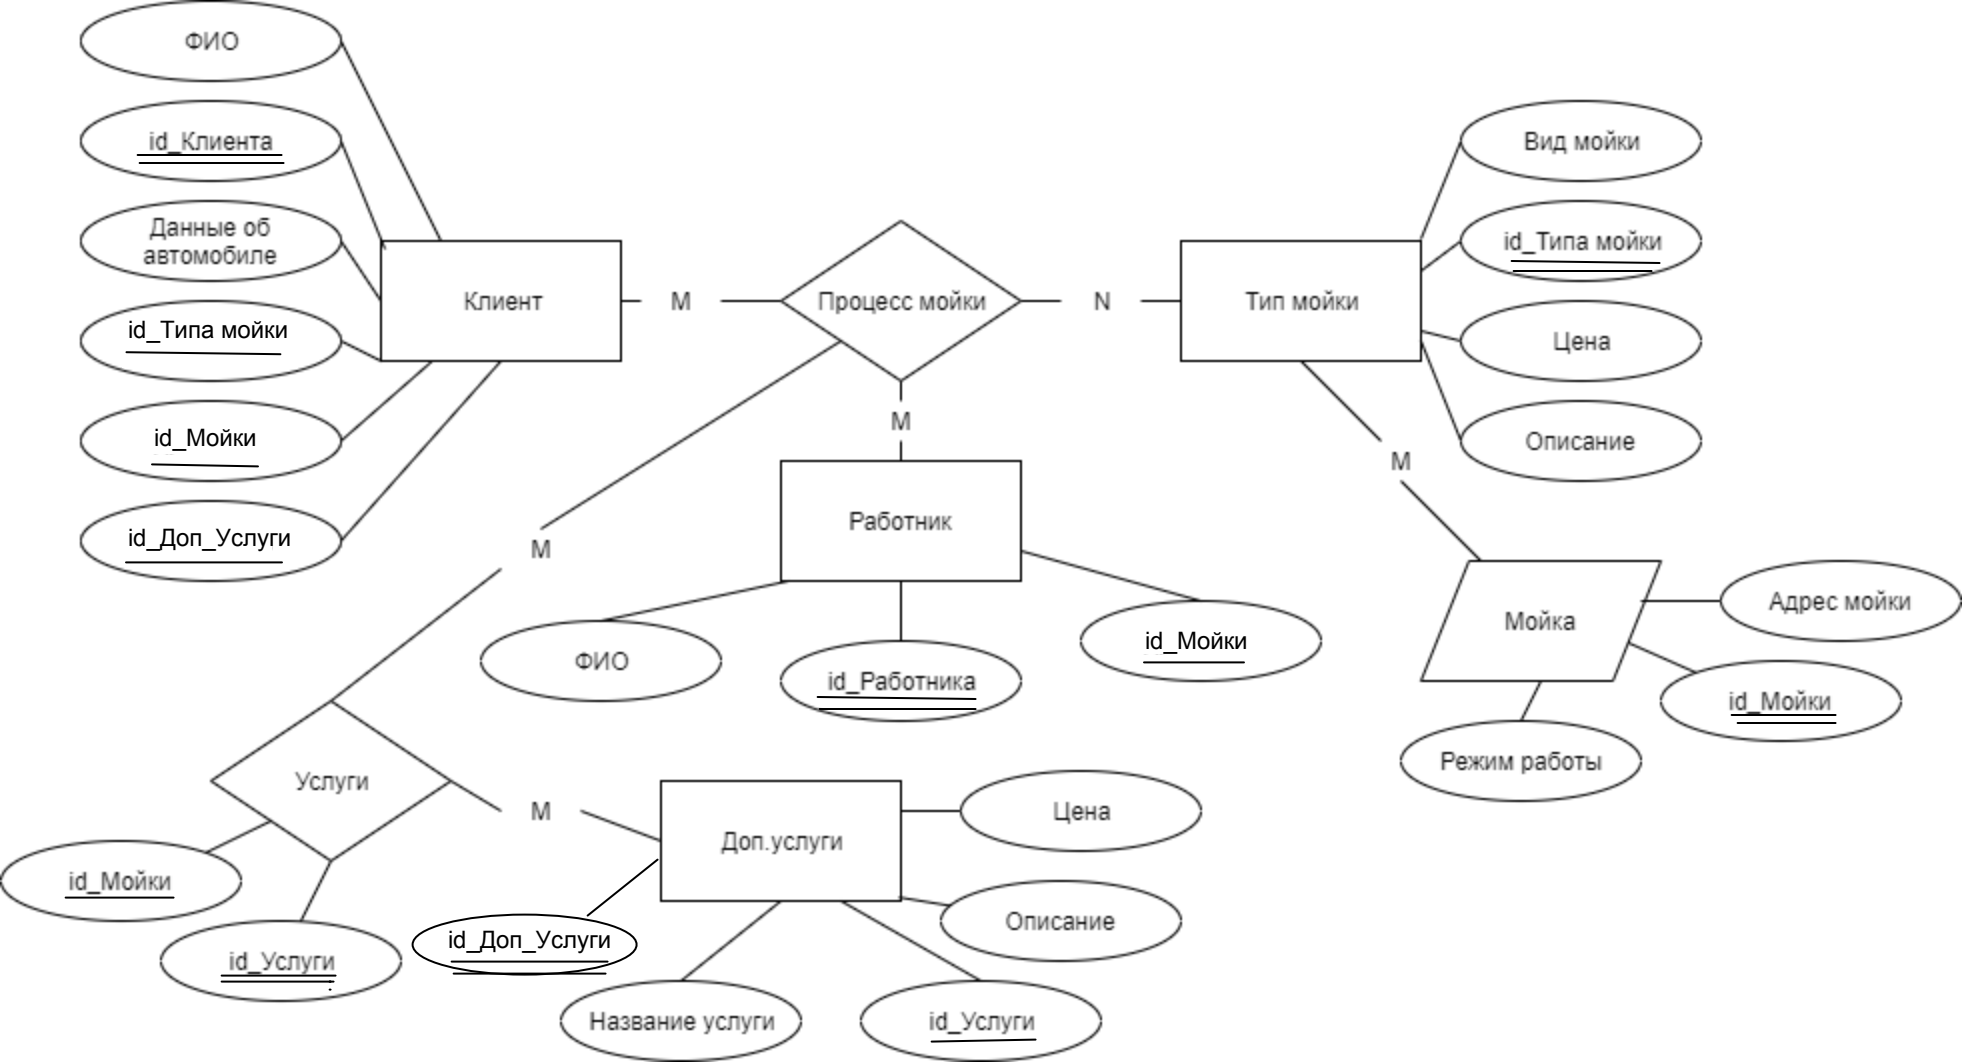 ФИО
id_Клиента
Данные об
автомобиле
id_Типа мойки
id_Мойки
id_Доп_Услуги
Клиент
М
Процесс мойки
N
Тип мойки
Вид мойки
id_Типа мойки
Цена
Описание
М
М
М
Работник
ФИО
id_Работника
id_Мойки
Мойка
Адрес мойки
id_Мойки
Режим работы
Услуги
id_Мойки
id_Услуги
М
Доп.услуги
Цена
Описание
id_Доп_Услуги
Название услуги
id_Услуги